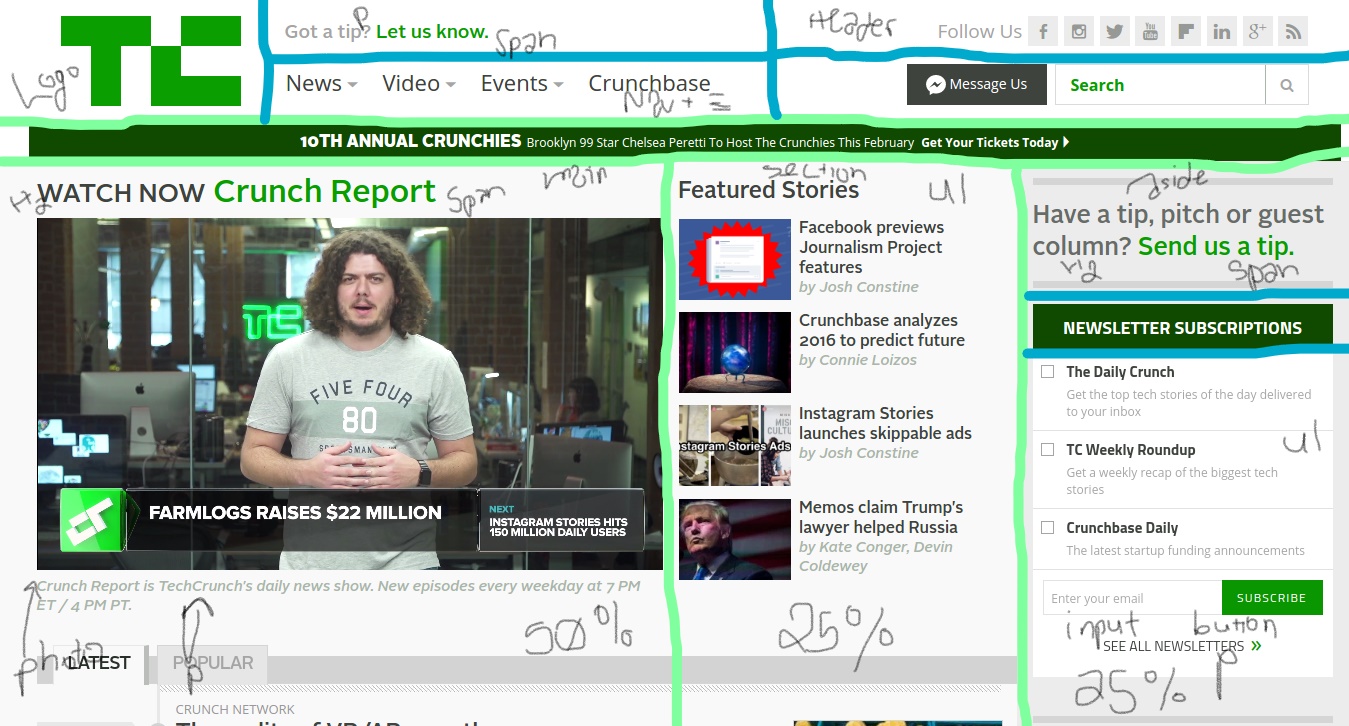 TC
Logo
Got a tip? Let us know.
p
span
Header
Follow Us
You Tube
in
g+
News Video Events Crunchbase
Nav +
Message Us
Search
10TH ANNUAL CRUNCHIES Brooklyn 99 Star Chelsea Peretti To Host The Crunchies This February Get Your Tickets Today
WATCH NOW Crunch Report
H2
span
main
TC
FIVE FOUR
80
FARMLOGS RAISES $22 MILLION
NEXT
INSTAGRAM STORIES HITS
150 MILLION DAILY USERS
Crunch Report is TechCrunch's daily news show. New episodes every weekday at 7 PM
ET / 4 PM PT.
photo
p
50%
LATEST
POPULAR
CRUNCH NETWORK
section
Featured Stories
ul
Facebook previews
Journalism Project
features
by Josh Constine
Crunchbase analyzes
2016 to predict future
by Connie Loizos
Instagram Stories
launches skippable ads
by Josh Constine
nstagram Stories Ads
Memos claim Trump's
lawyer helped Russia
by Kate Conger, Devin
Coldewey
25%
aside
Have a tip, pitch or guest
column? Send us a tip.
span
NEWSLETTER SUBSCRIPTIONS
The Daily Crunch
Get the top tech stories of the day delivered
to your inbox
TC Weekly Roundup
Get a weekly recap of the biggest tech
stories
ul
Crunchbase Daily
The latest startup funding announcements
Enter your email
SUBSCRIBE
input button
SEE ALL NEWSLETTERS »
25% p